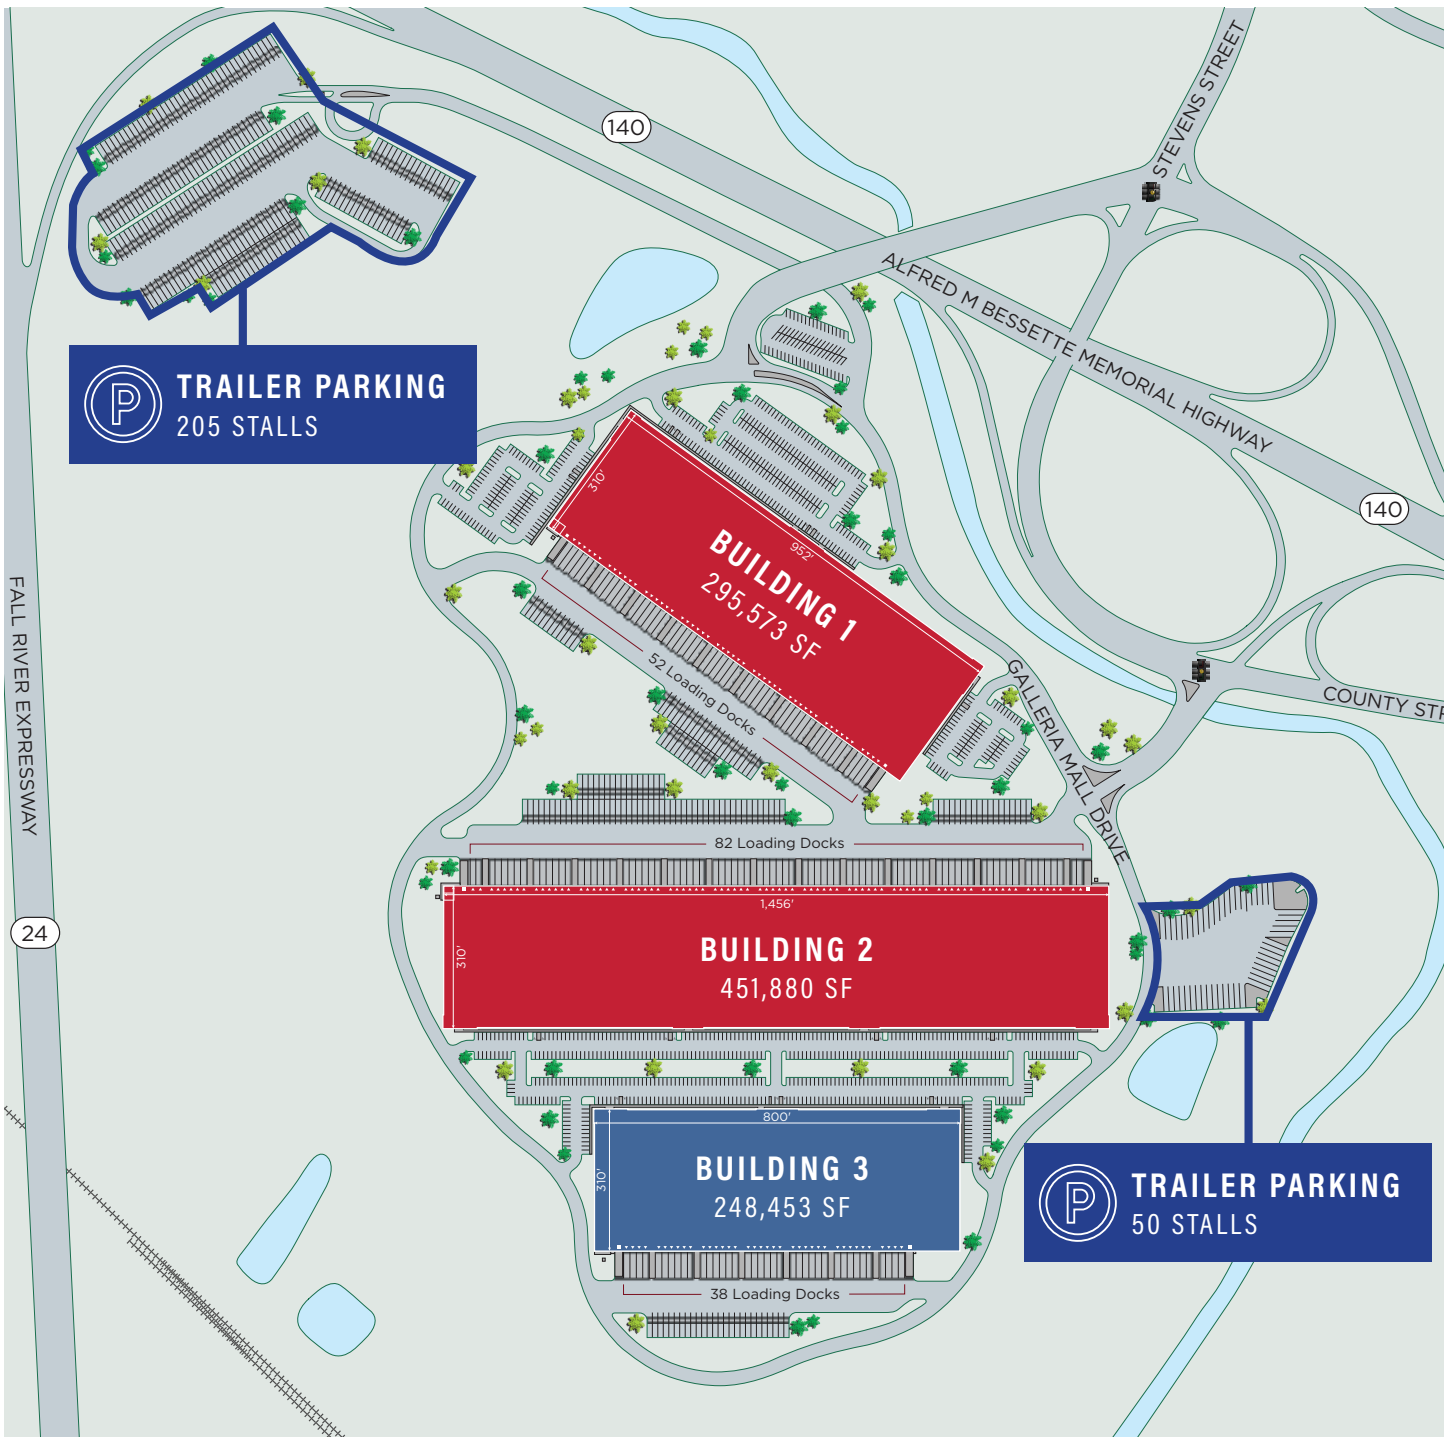 STEVENS STREET
140
ALFRED M BESSETTE MEMORIAL HIGHWAY
P
TRAILER PARKING
205 STALLS
310'
952'
BUILDING 1
295,573 SF
140
FALL RIVER EXPRESSWAY
52 Loading Docks
GALLERIA MALL DRIVE
COUNTY STR
82 Loading Docks
1,456'
24
310'
BUILDING 2
451,880 SF
800'
310'
BUILDING 3
248,453 SF
P
TRAILER PARKING
50 STALLS
38 Loading Docks